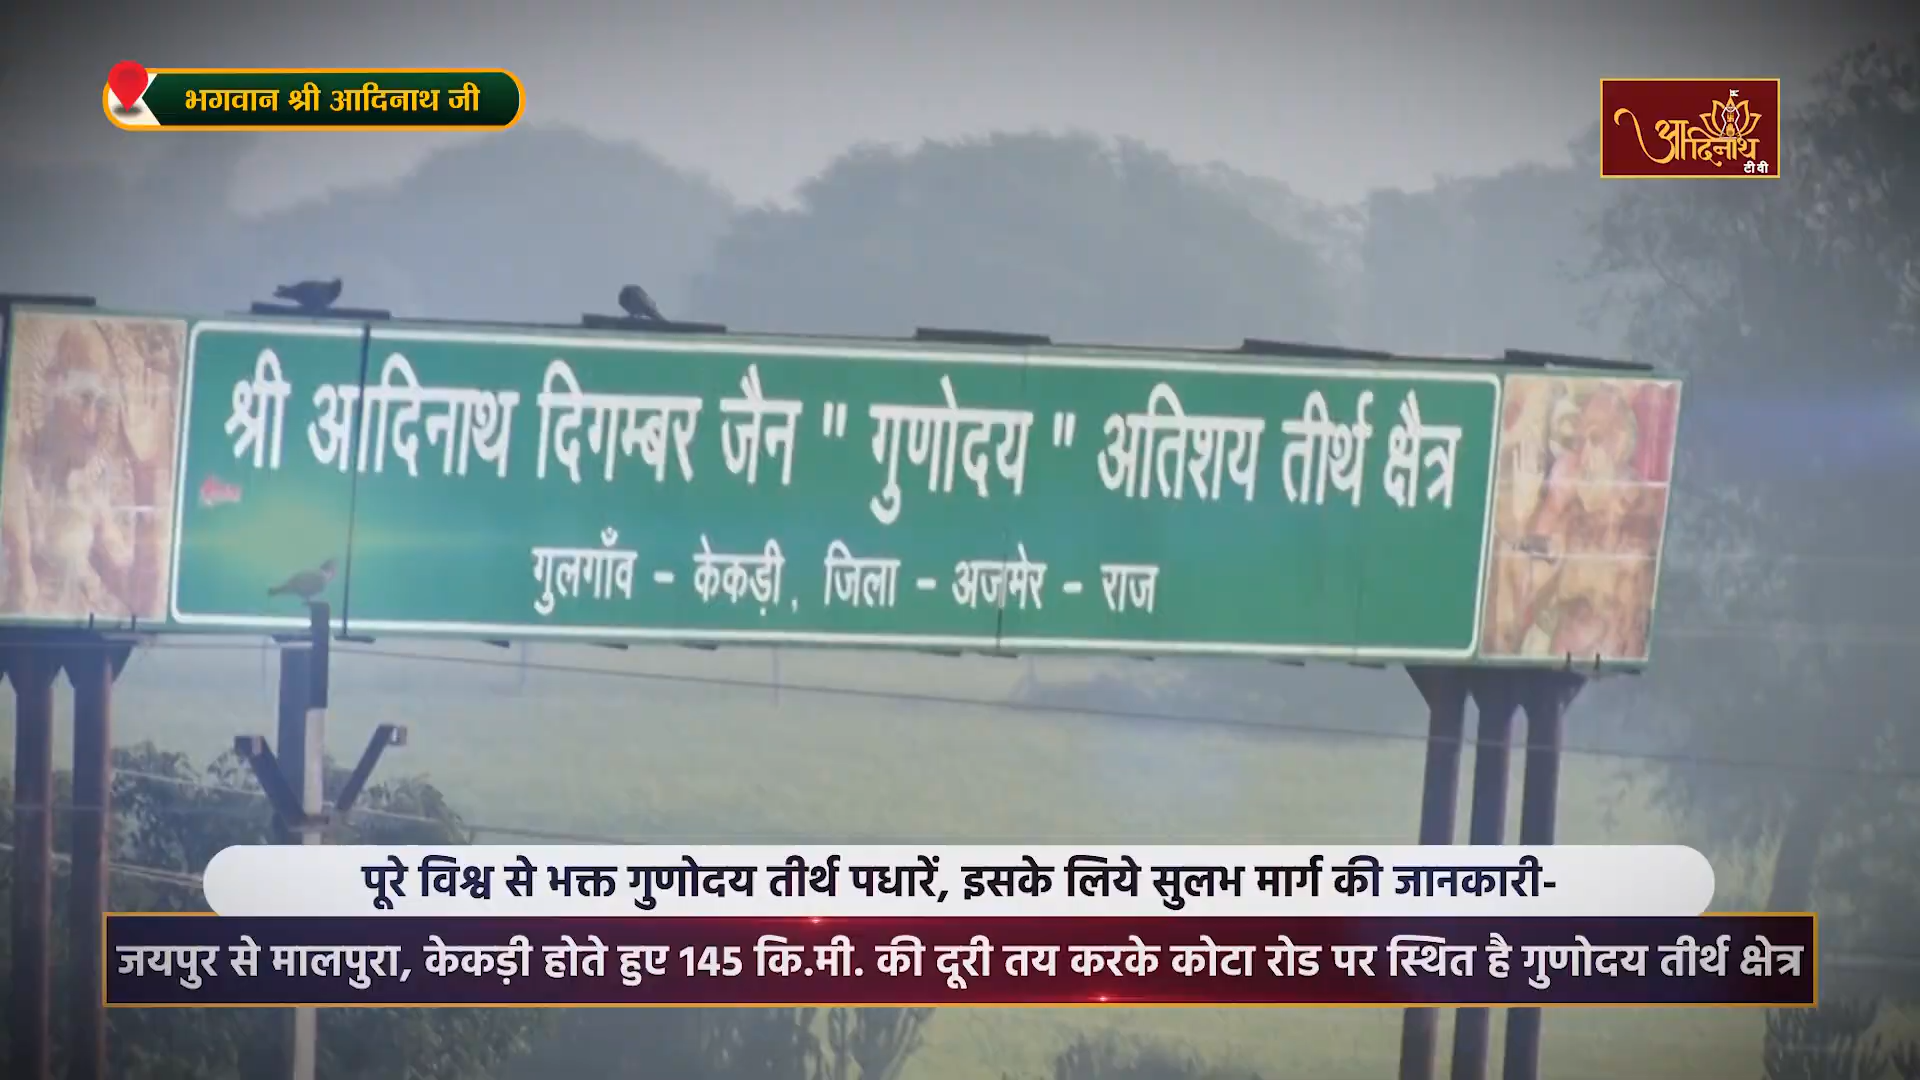 भगवान श्री आदिनाथ जी
आदिनाथ
टीवी
श्री आदिनाथ दिगम्बर जैन " गुणोदय " अतिशय तीर्थ क्षैत्र
गुलगाँव - केकड़ी, जिला - अजमेर - राज
पूरे विश्व से भक्त गुणोदय तीर्थ पधारें, इसके लिये सुलभ मार्ग की जानकारी-
जयपुर से मालपुरा, केकड़ी होते हुए 145 कि.मी. की दूरी तय करके कोटा रोड पर स्थित है गुणोदय तीर्थ क्षेत्र